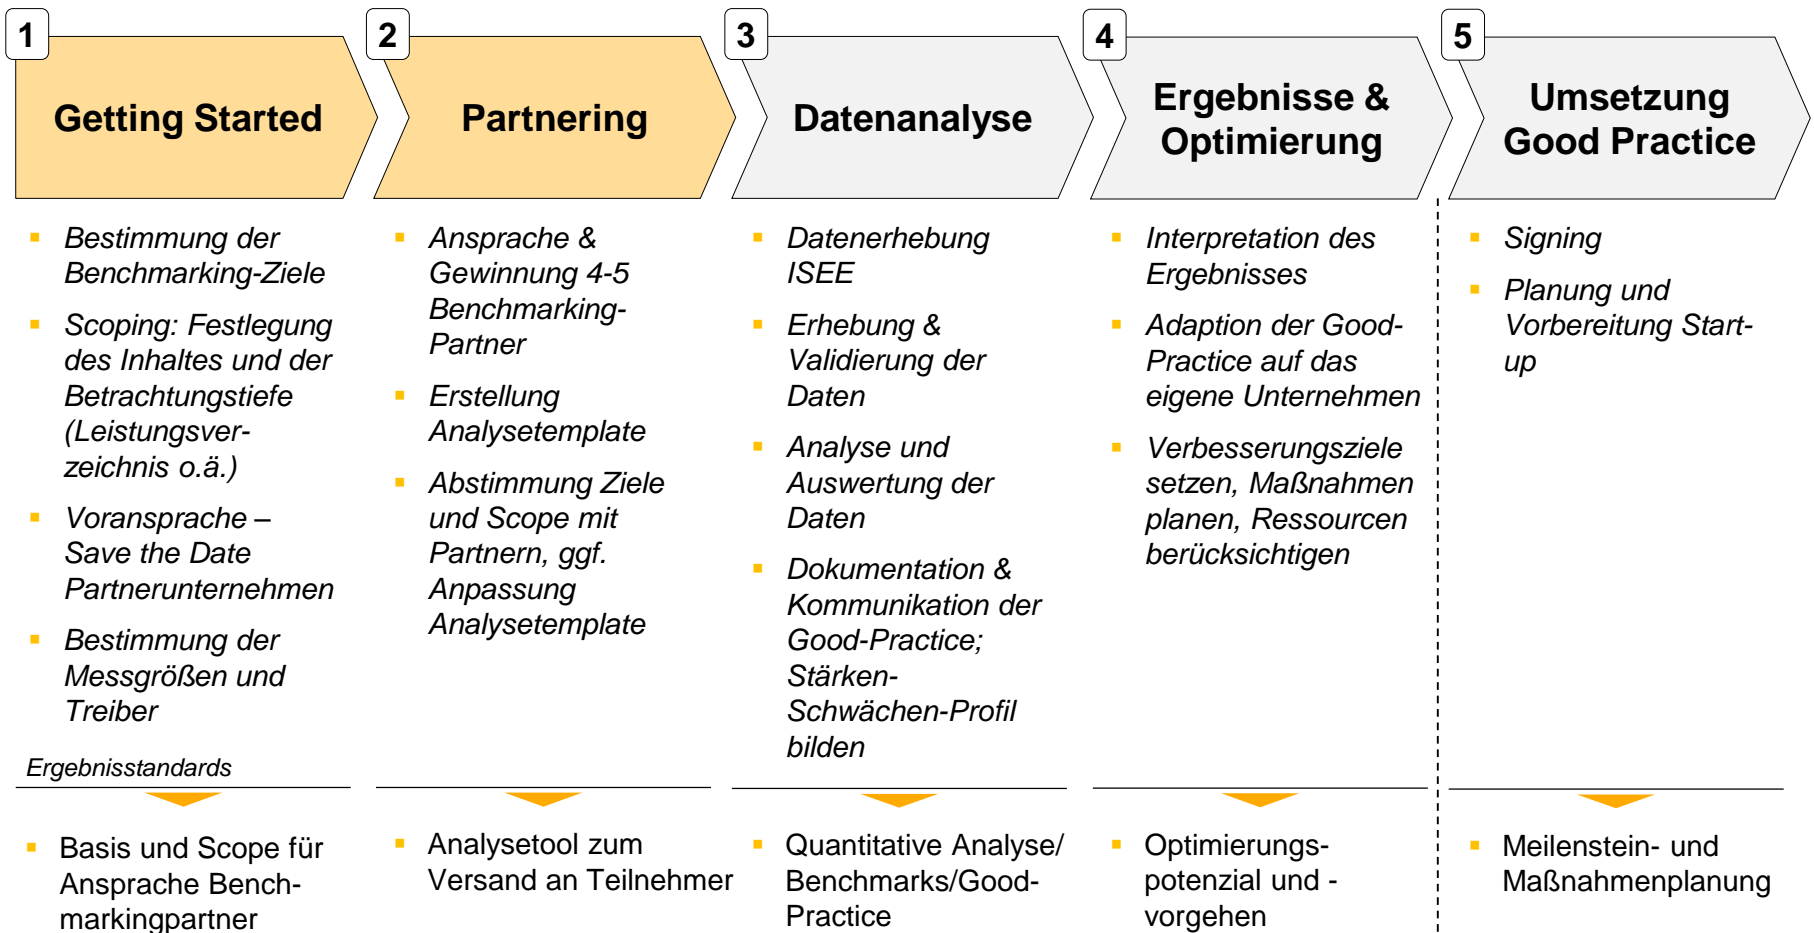 1
Getting Started
2
Partnering
3
Datenanalyse
4
Ergebnisse &
Optimierung
5
Umsetzung
Good Practice
Bestimmung der
Benchmarking-Ziele
Scoping: Festlegung
des Inhaltes und der
Betrachtungstiefe
(Leistungsver-
zeichnis o.ä.)
Voransprache –
Save the Date
Partnerunternehmen
Bestimmung der
Messgrößen und
Treiber
Ansprache &
Gewinnung 4-5
Benchmarking-
Partner
Erstellung
Analysetemplate
Abstimmung Ziele
und Scope mit
Partnern, ggf.
Anpassung
Analysetemplate
Datenerhebung
ISEE
Erhebung &
Validierung der
Daten
Analyse und
Auswertung der
Daten
Dokumentation &
Kommunikation der
Good-Practice;
Stärken-
Schwächen-Profil
bilden
Interpretation des
Ergebnisses
Adaption der Good-
Practice auf das
eigene Unternehmen
Verbesserungsziele
setzen, Maßnahmen
planen, Ressourcen
berücksichtigen
Signing
Planung und
Vorbereitung Start-
up
Ergebnisstandards
Basis und Scope für
Ansprache Bench-
markingpartner
Analysetool zum
Versand an Teilnehmer
Quantitative Analyse/
Benchmarks/Good-
Practice
Optimierungs-
potenzial und -
vorgehen
Meilenstein- und
Maßnahmenplanung